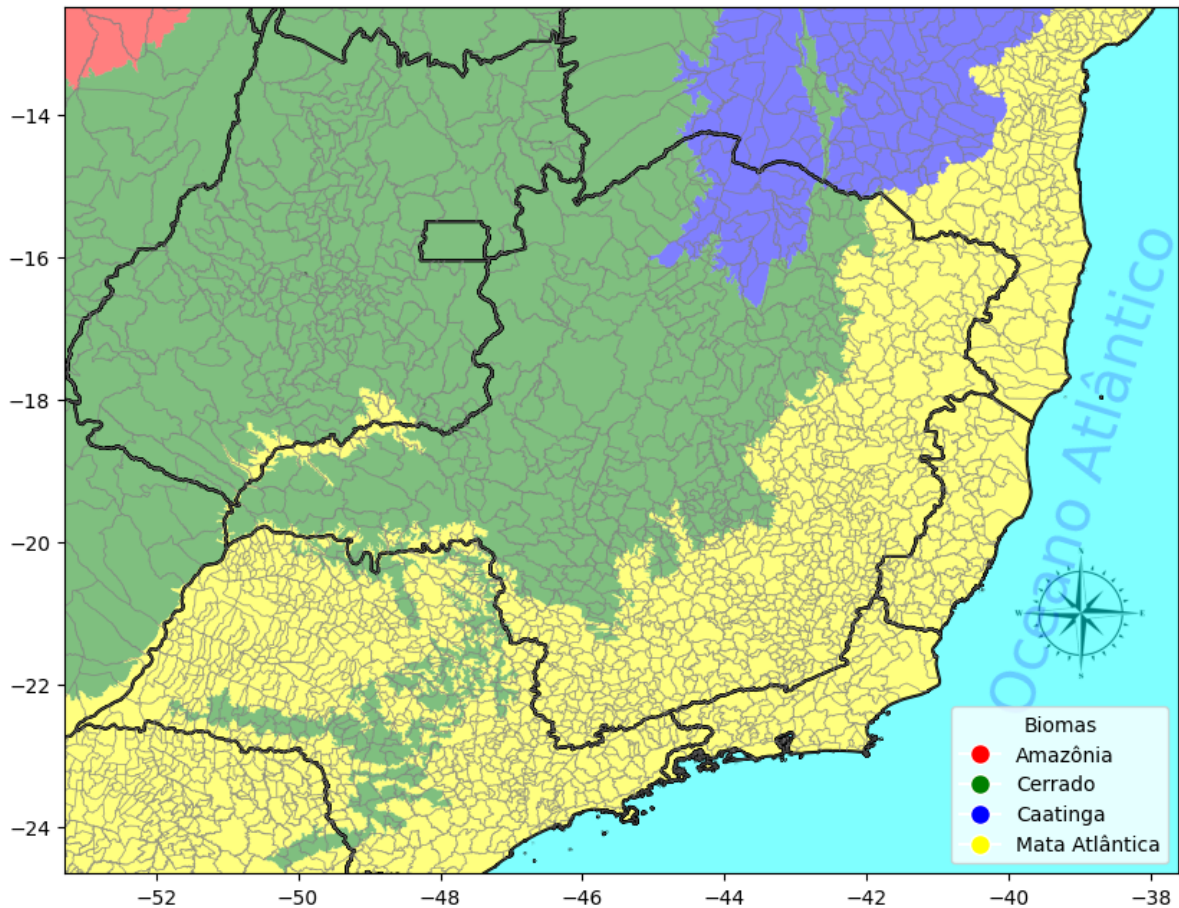 −14
−16
−18
−20
−22
−24
−52
−50
−48
−46
−44
−42
−40
−38
Oceano Atlântico
N
W
E
S
Biomas
Amazônia
Cerrado
Caatinga
Mata Atlântica